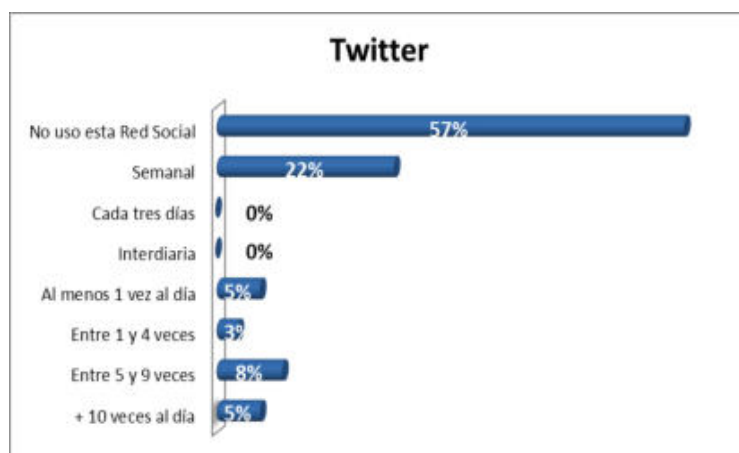 Twitter
No uso esta Red Social 57%
Semanal 22%
Cada tres días 0%
Interdiaria 0%
Al menos 1 vez al día 5%
Entre 1 y 4 veces 3%
Entre 5 y 9 veces 8%
+ 10 veces al día 5%